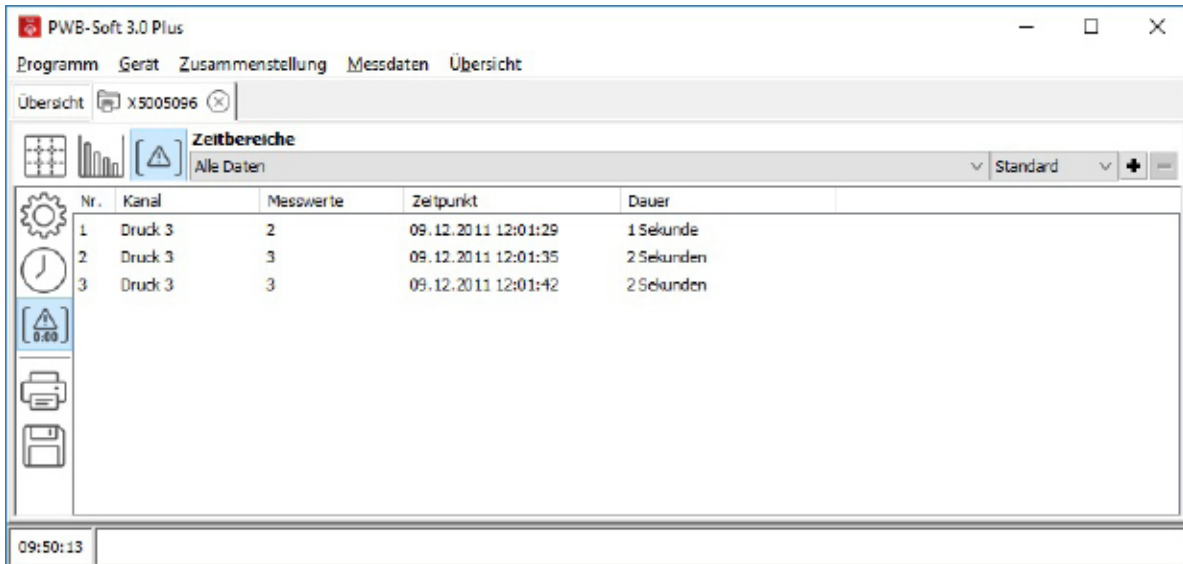 PWB-Soft 3.0 Plus
Programm Gerät Zusammenstellung Messdaten Übersicht
Übersicht X5005096
Zeitbereiche
Alle Daten Standard
Nr. Kanal Messwerte Zeitpunkt Dauer
1 Druck 3 2 09.12.2011 12:01:29 1 Sekunde
2 Druck 3 3 09.12.2011 12:01:35 2 Sekunden
3 Druck 3 3 09.12.2011 12:01:42 2 Sekunden
0:00
09:50:13